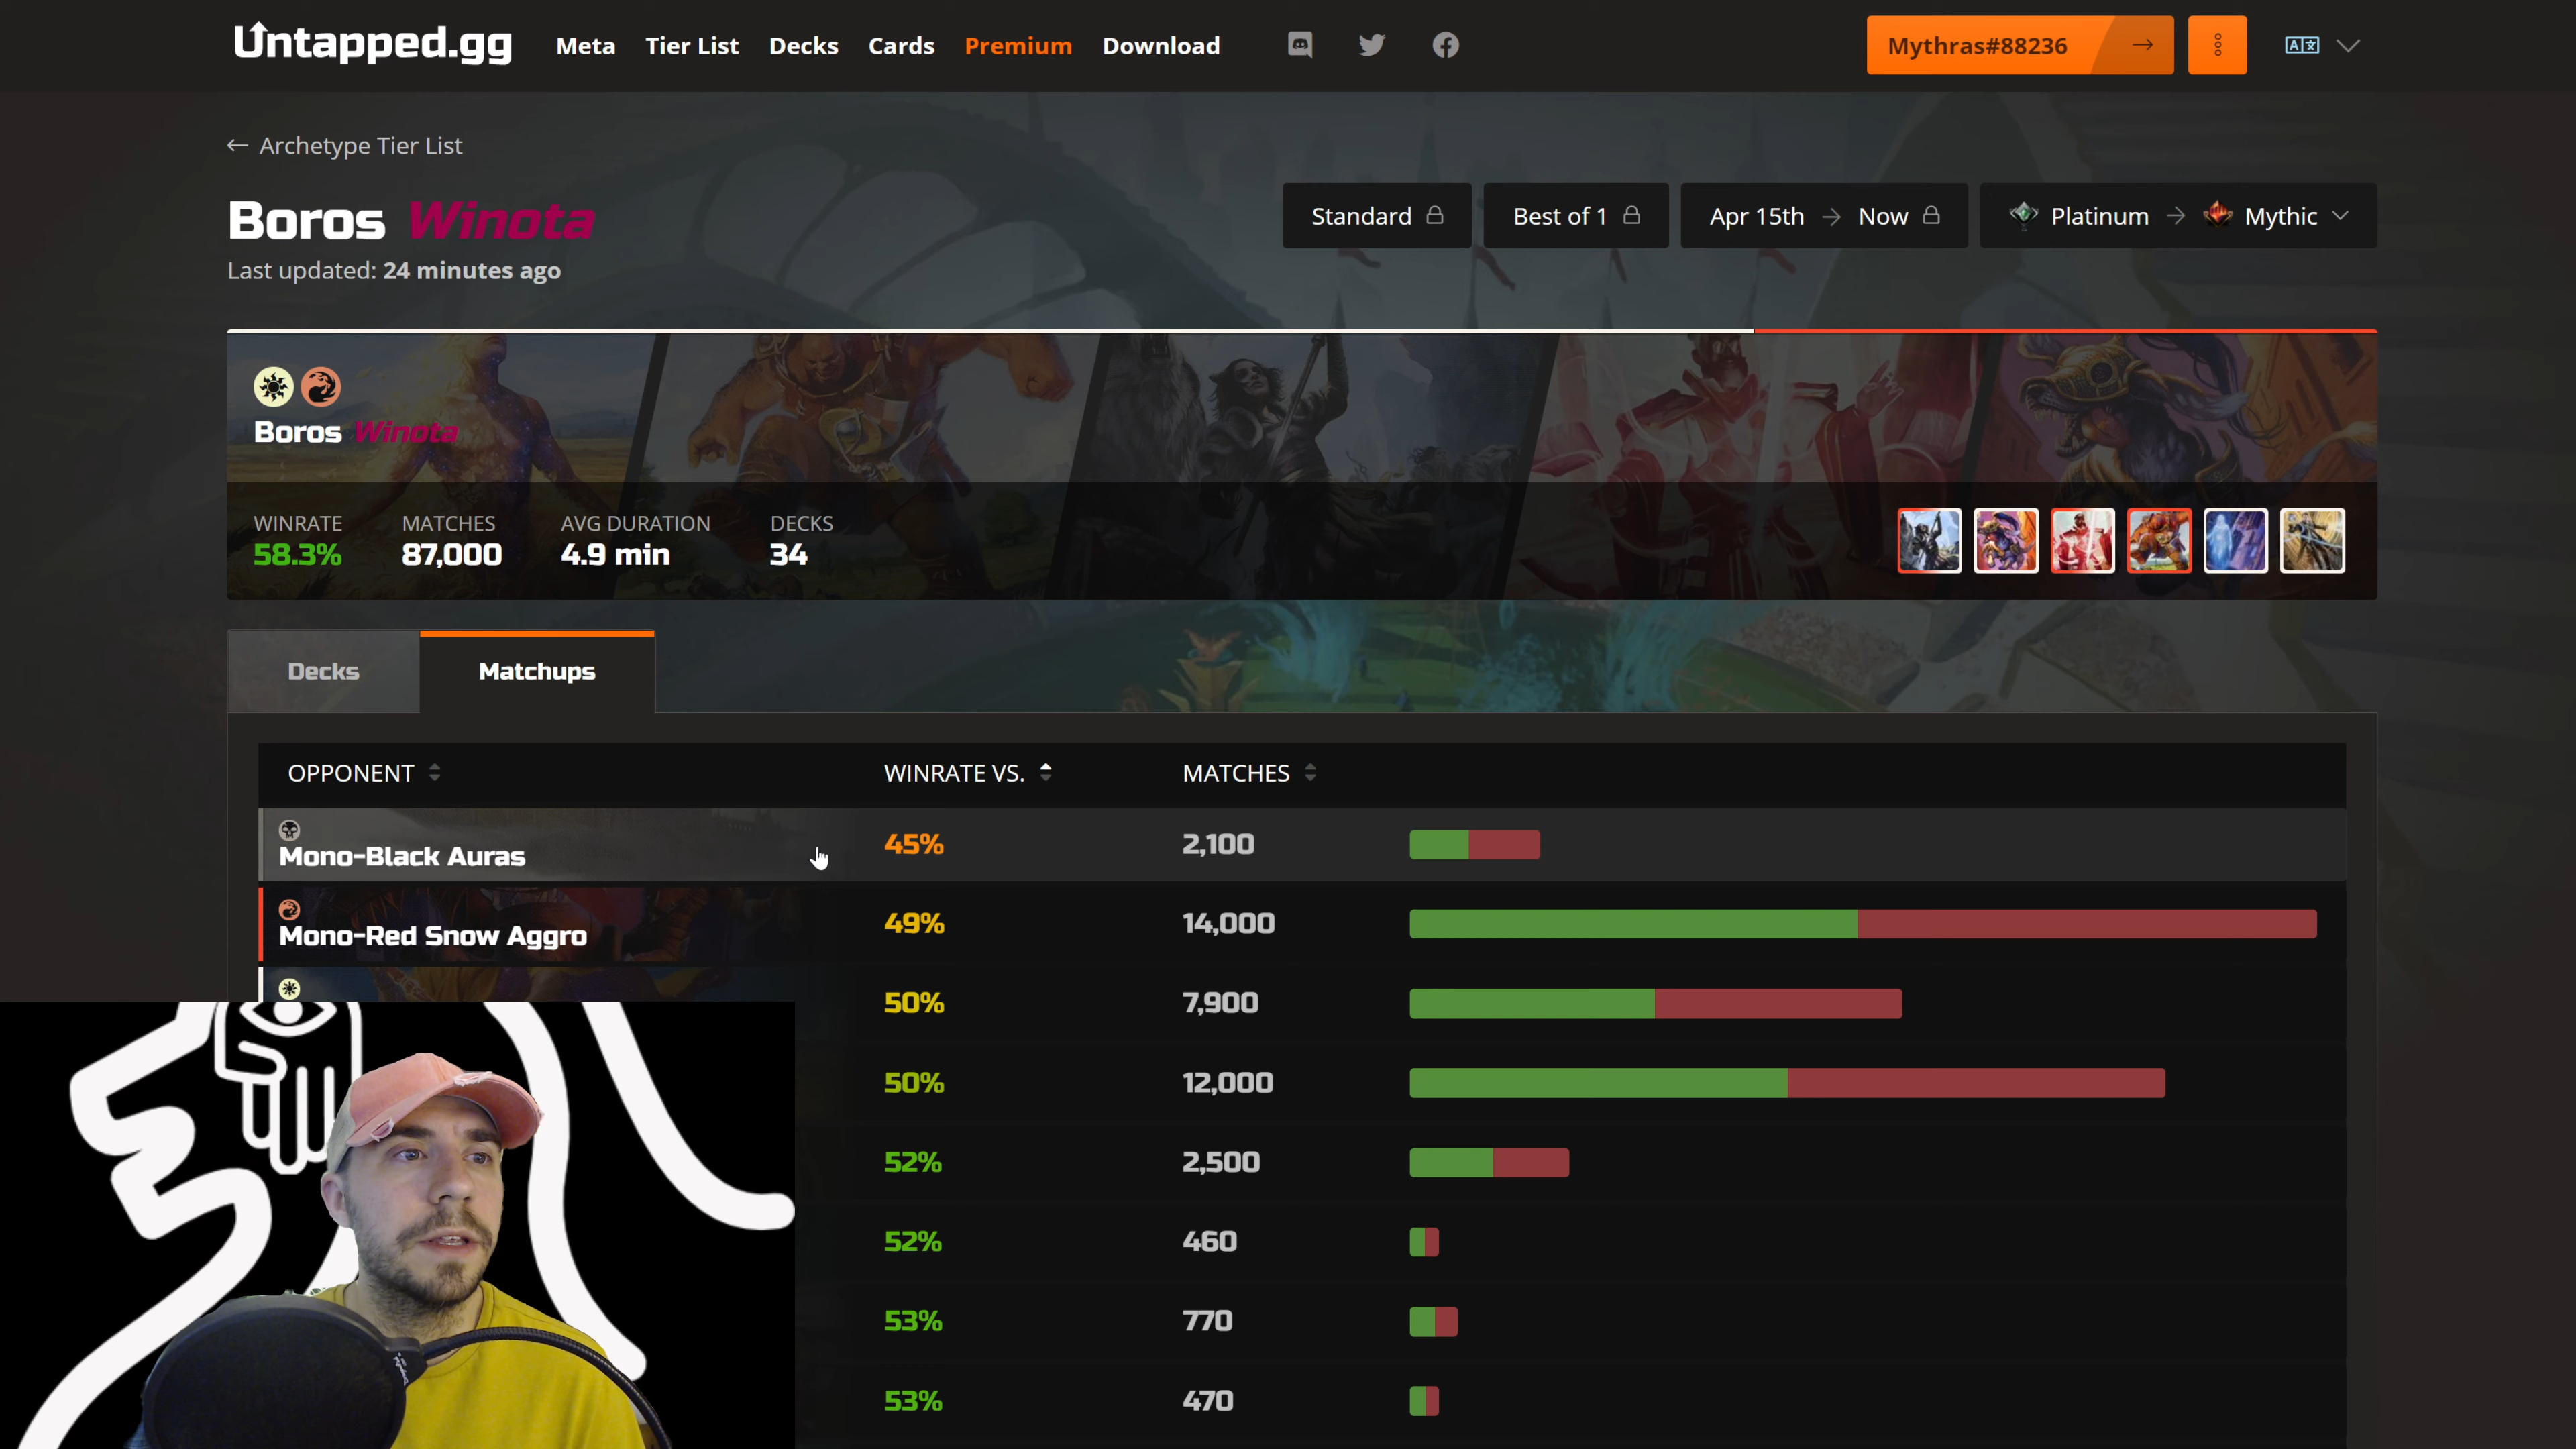 Untapped.gg Meta Tier List Decks Cards Premium Download Mythras#88236
Archetype Tier List
Boros Winota Standard Best of 1 Apr 15th Now Platinum Mythic
Last updated: 24 minutes ago
Boros Winota
WINRATE MATCHES AVG DURATION DECKS
58.3% 87,000 4.9 min 34
Decks Matchups
OPPONENT WINRATE VS. MATCHES
Mono-Black Auras 45% 2,100
Mono-Red Snow Aggro 49% 14,000
50% 7,900
50% 12,000
52% 2,500
52% 460
53% 770
53% 470